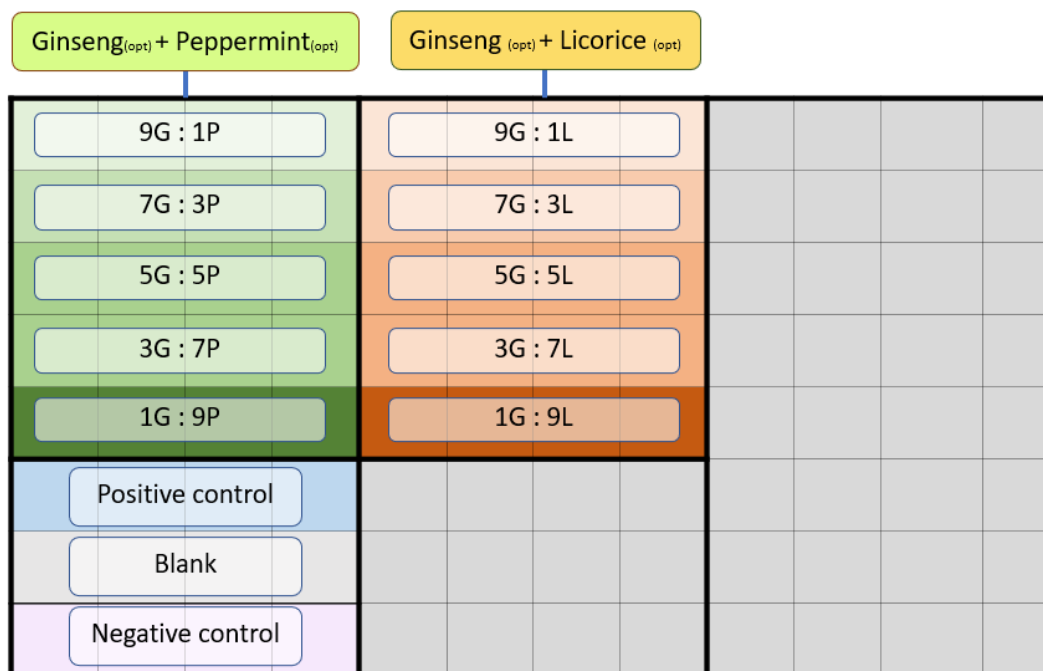 Ginseng(opt) + Peppermint(opt)
Ginseng (opt) + Licorice (opt)
9G : 1P
9G : 1L
7G : 3P
7G : 3L
5G : 5P
5G : 5L
3G : 7P
3G : 7L
1G : 9P
1G : 9L
Positive control
Blank
Negative control